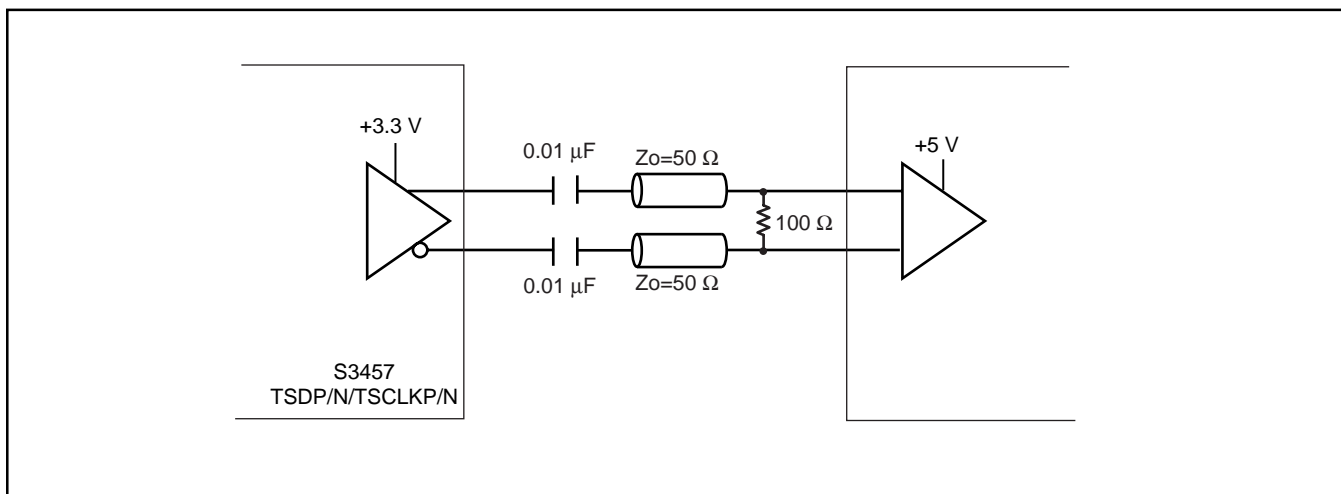 +3.3 V
0.01 μF
Zo=50 Ω
+5 V
100 Ω
0.01 μF
Zo=50 Ω
S3457
TSDP/N/TSCLKP/N